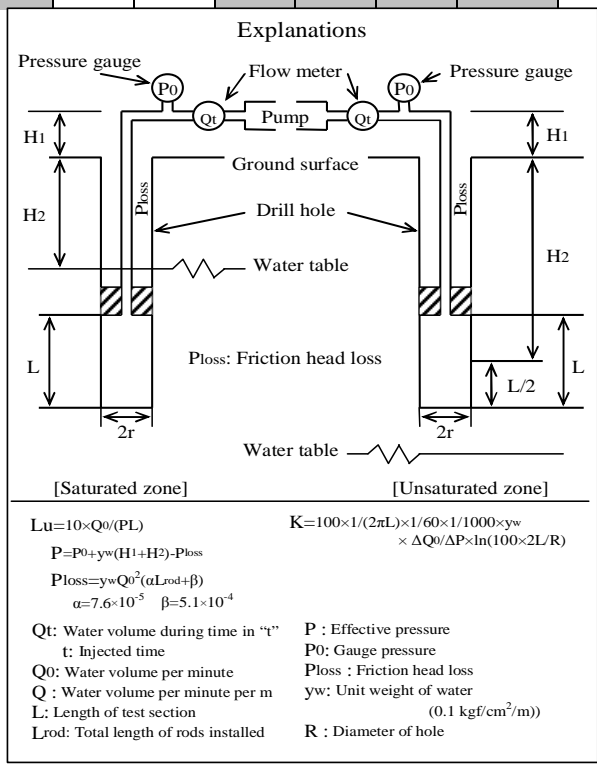 Explanations
Pressure gauge
Flow meter
Pressure gauge
P0
P0
Qt
Pump
Qt
H1
H1
Ground surface
Ploss
Ploss
H2
Drill hole
H2
Water table
L
Ploss: Friction head loss
L/2
L
2r
2r
Water table
[Saturated zone]
[Unsaturated zone]
Lu=10×Q0/(PL)
K=100×1/(2πL)×1/60×1/1000×yw
× ΔQ0/ΔP×ln(100×2L/R)
P=P0+yw(H1+H2)-Ploss
Ploss=ywQ0²(αLrod+β)
α=7.6×10⁻⁵ β=5.1×10⁻⁴
Qt: Water volume during time in “t”
t: Injected time
Q0: Water volume per minute
Q : Water volume per minute per m
L: Length of test section
Lrod: Total length of rods installed
P : Effective pressure
P0: Gauge pressure
Ploss : Friction head loss
yw: Unit weight of water
(0.1 kgf/cm²/m))
R : Diameter of hole